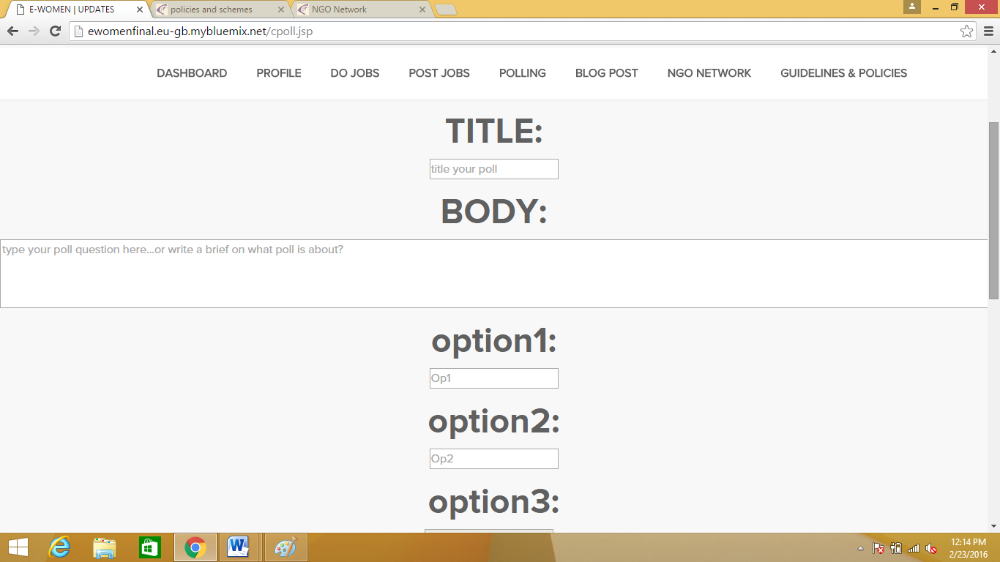 E-WOMEN | UPDATES
policies and schemes
NGO Network
ewomenfinal.eu-gb.mybluemix.net/cpoll.jsp
DASHBOARD PROFILE DO JOBS POST JOBS POLLING BLOG POST NGO NETWORK GUIDELINES & POLICIES
TITLE:
title your poll
BODY:
type your poll question here...or write a brief on what poll is about?
option1:
Op1
option2:
Op2
option3:
12:14 PM
2/23/2016